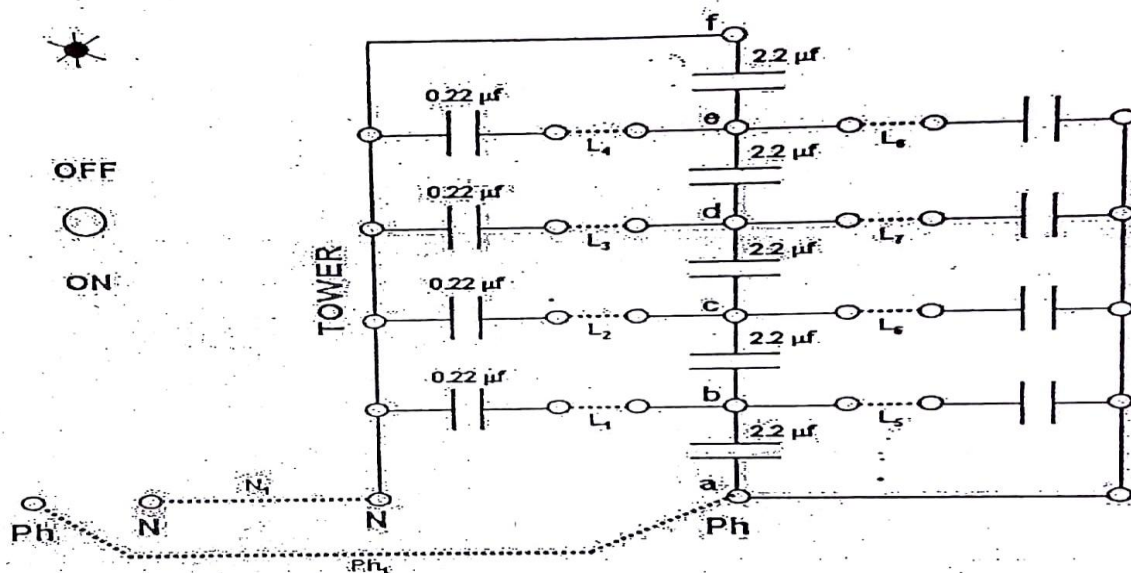 f
2.2 µf
0.22 µf
e
L4
L8
OFF
0.22 µf
2.2 µf
d
L3
L7
ON
TOWER
0.22 µf
2.2 µf
c
L2
L6
0.22 µf
2.2 µf
b
L1
L5
2.2 µf
a
N1
Ph
N
N
Ph
Ph1